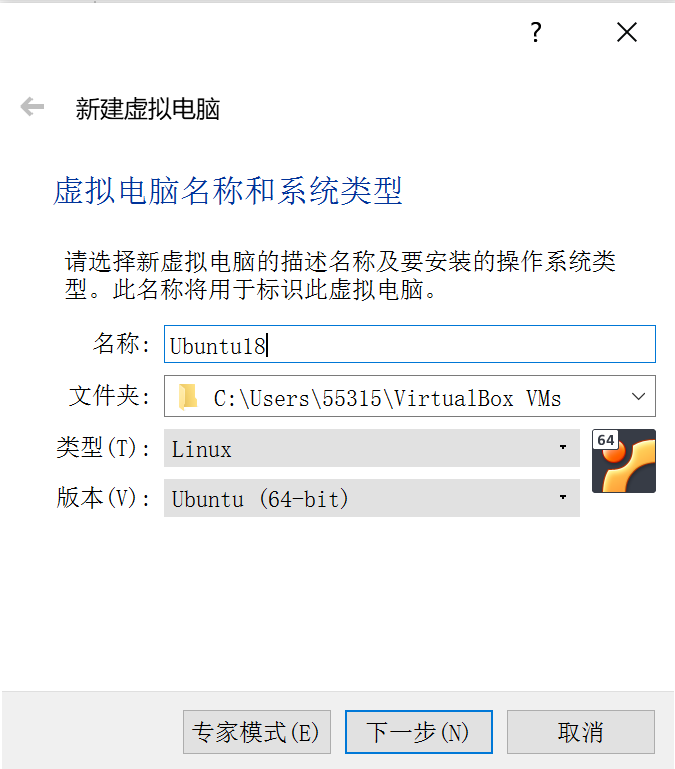 ?
新建虚拟电脑
虚拟电脑名称和系统类型
请选择新虚拟电脑的描述名称及要安装的操作系统类
型。此名称将用于标识此虚拟电脑。
名称: Ubuntu18
文件夹: C:\Users\55315\VirtualBox VMs
类型(T): Linux
64
版本(V): Ubuntu (64-bit)
专家模式(E) 下一步(N) 取消